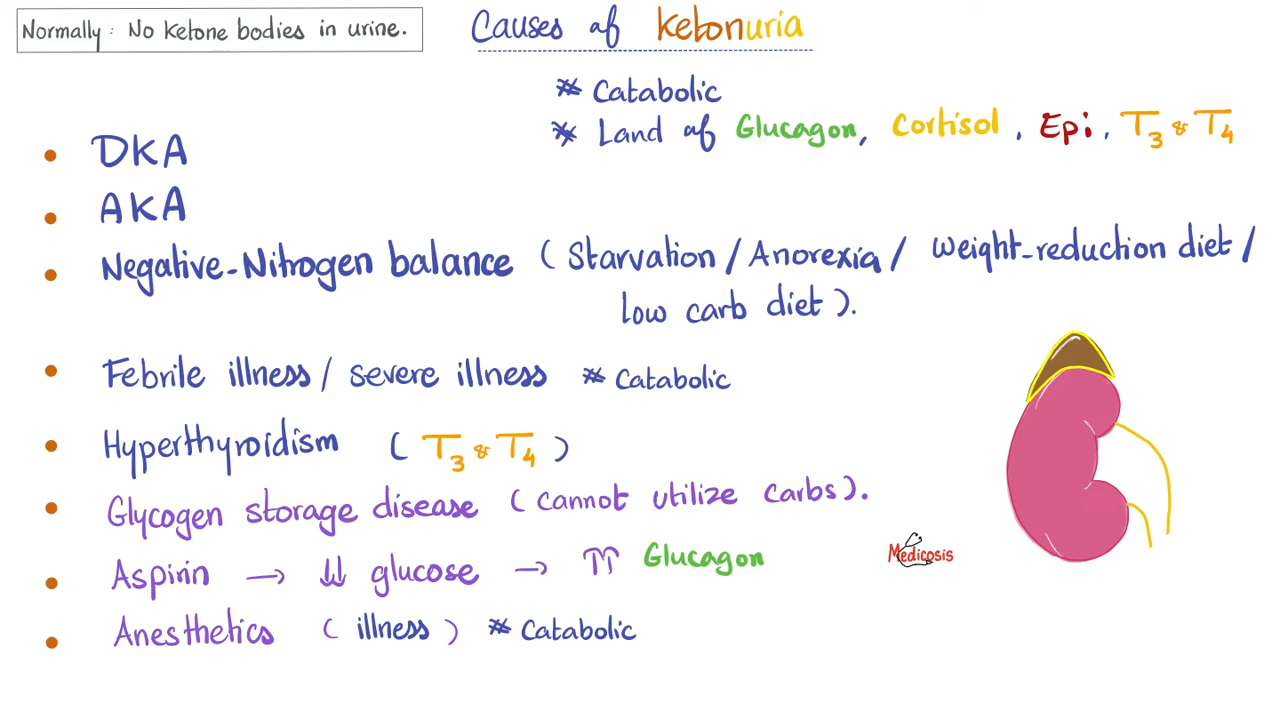 Normally: No ketone bodies in urine.
Causes of ketonuria
* Catabolic
* Land of Glucagon, Cortisol, Epi, T3 & T4
• DKA
• AKA
• Negative-Nitrogen balance (Starvation / Anorexia / weight-reduction diet /
low carb diet).
• Febrile illness / severe illness * Catabolic
• Hyperthyroidism (T3 & T4)
• Glycogen storage disease (cannot utilize carbs).
• Aspirin → ↓↓ glucose → ↑↑ Glucagon
Medicosis
• Anesthetics (illness) * Catabolic